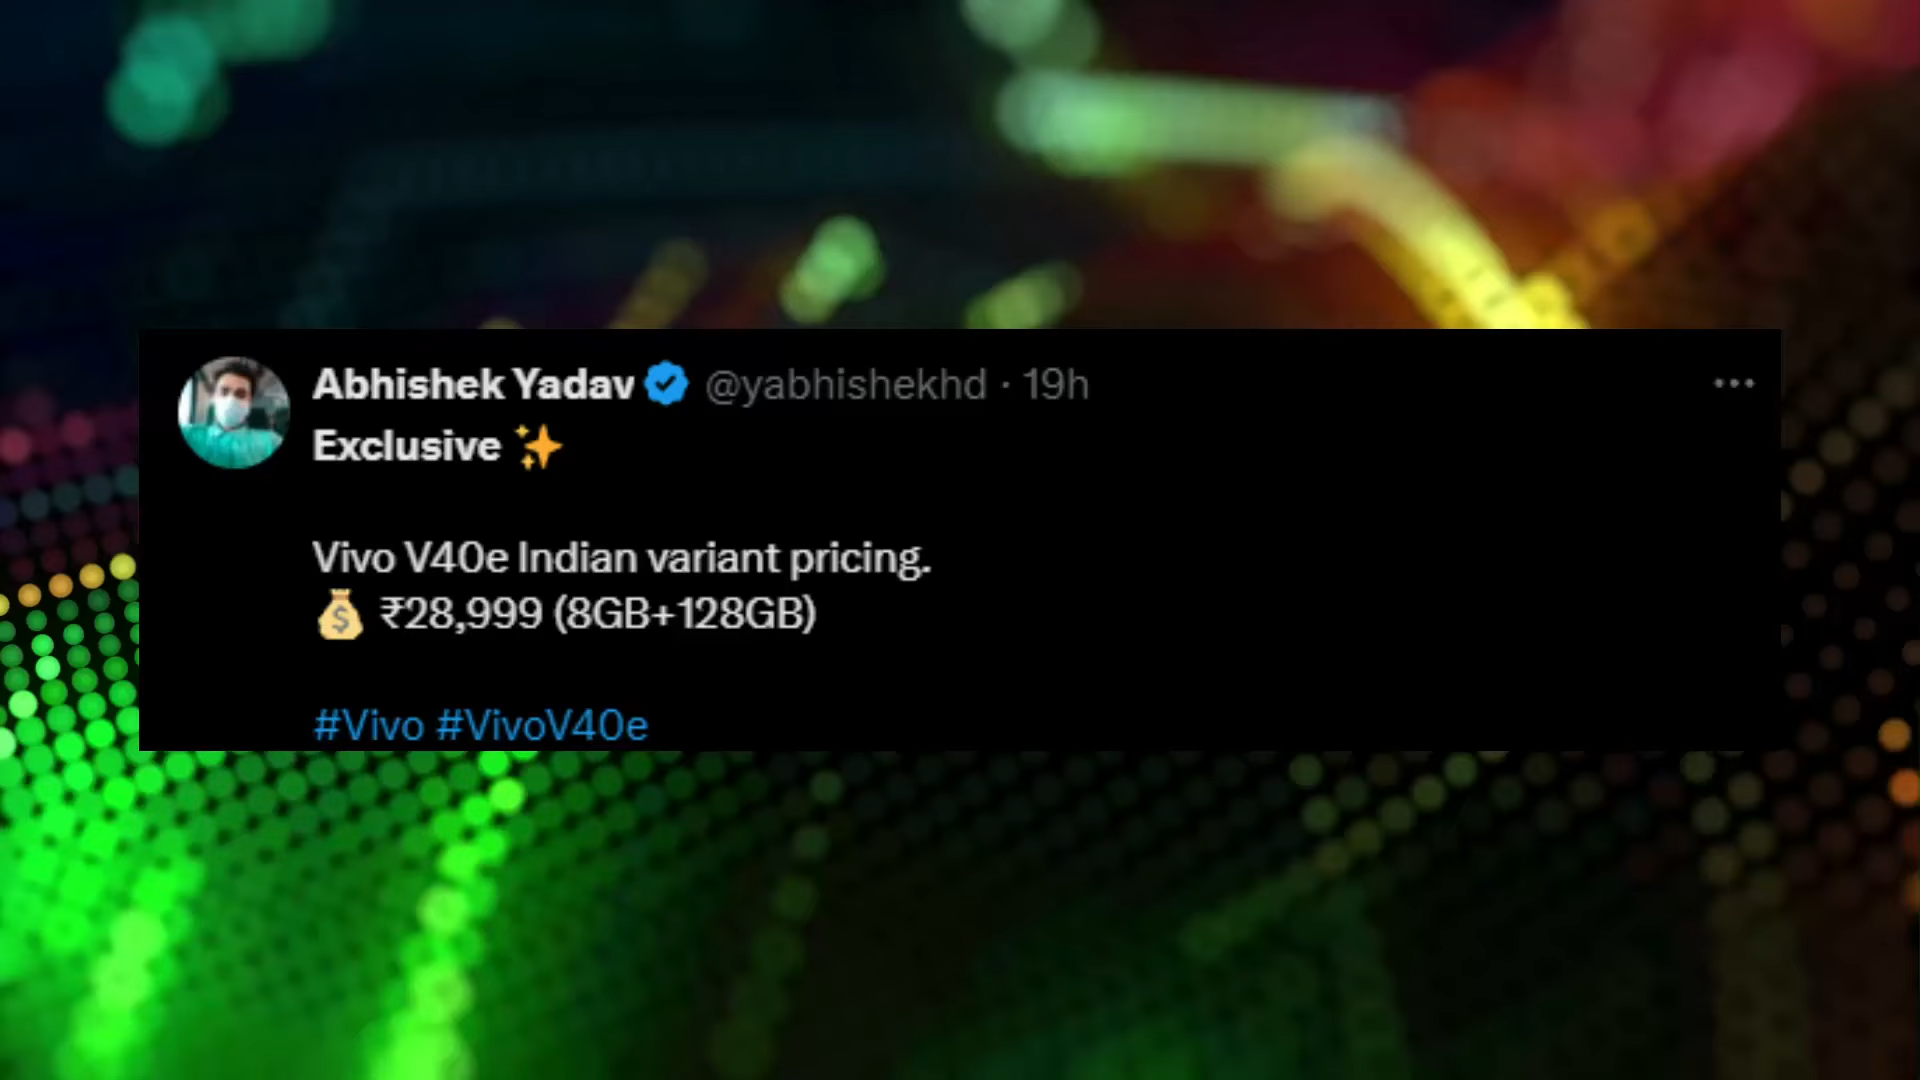 Abhishek Yadav @yabhishekhd · 19h
Exclusive ✨
Vivo V40e Indian variant pricing.
💰 ₹28,999 (8GB+128GB)
#Vivo #VivoV40e